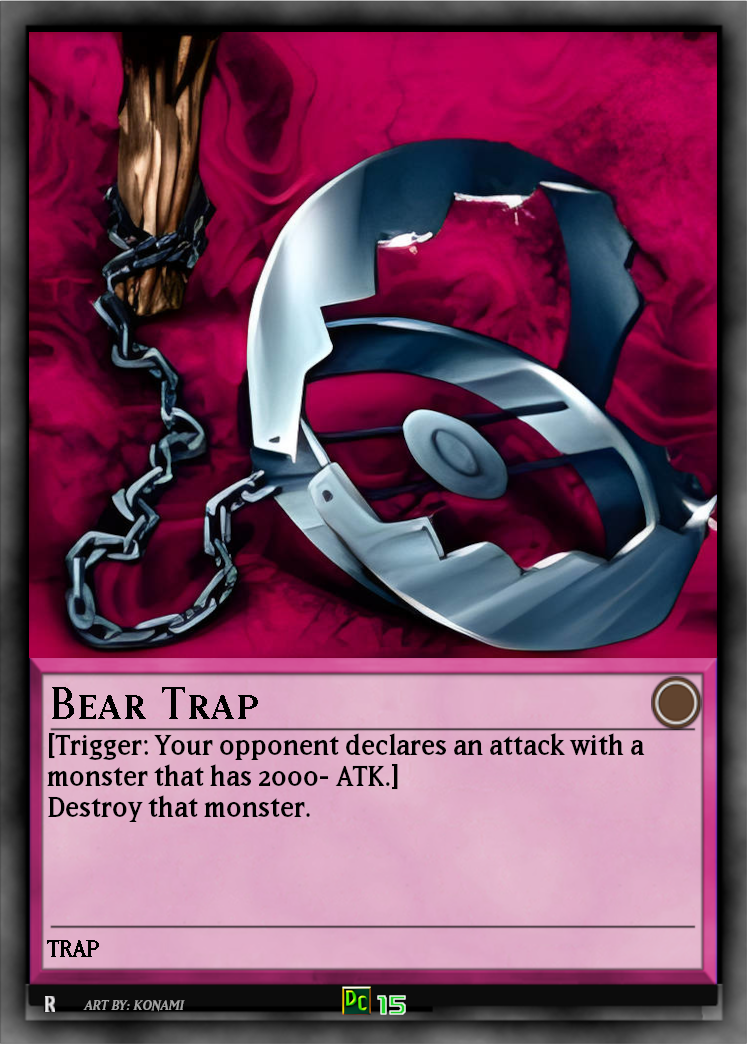 Bear Trap
[Trigger: Your opponent declares an attack with a
monster that has 2000- ATK.]
Destroy that monster.
TRAP
R ART BY: KONAMI DC 15